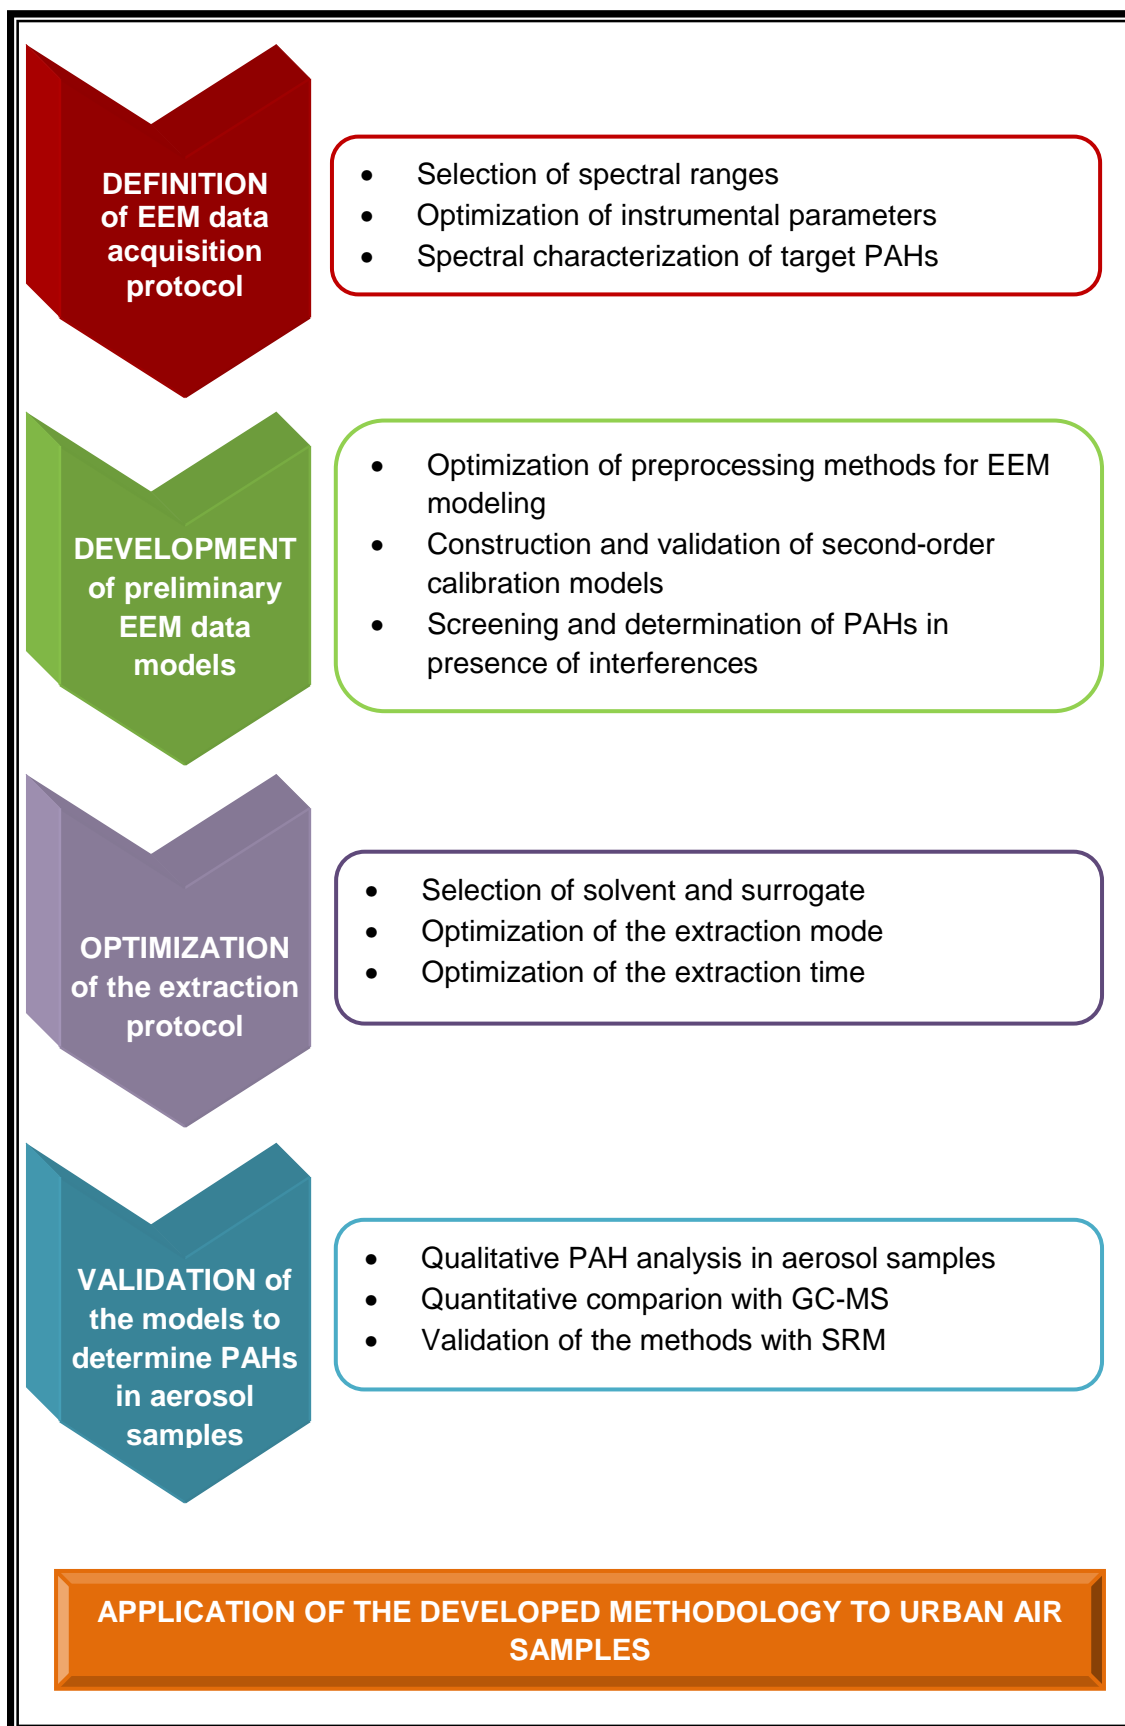 DEFINITION
of EEM data
acquisition
protocol
• Selection of spectral ranges
• Optimization of instrumental parameters
• Spectral characterization of target PAHs
DEVELOPMENT
of preliminary
EEM data
models
• Optimization of preprocessing methods for EEM
modeling
• Construction and validation of second-order
calibration models
• Screening and determination of PAHs in
presence of interferences
OPTIMIZATION
of the extraction
protocol
• Selection of solvent and surrogate
• Optimization of the extraction mode
• Optimization of the extraction time
VALIDATION of
the models to
determine PAHs
in aerosol
samples
• Qualitative PAH analysis in aerosol samples
• Quantitative comparion with GC-MS
• Validation of the methods with SRM
APPLICATION OF THE DEVELOPED METHODOLOGY TO URBAN AIR
SAMPLES